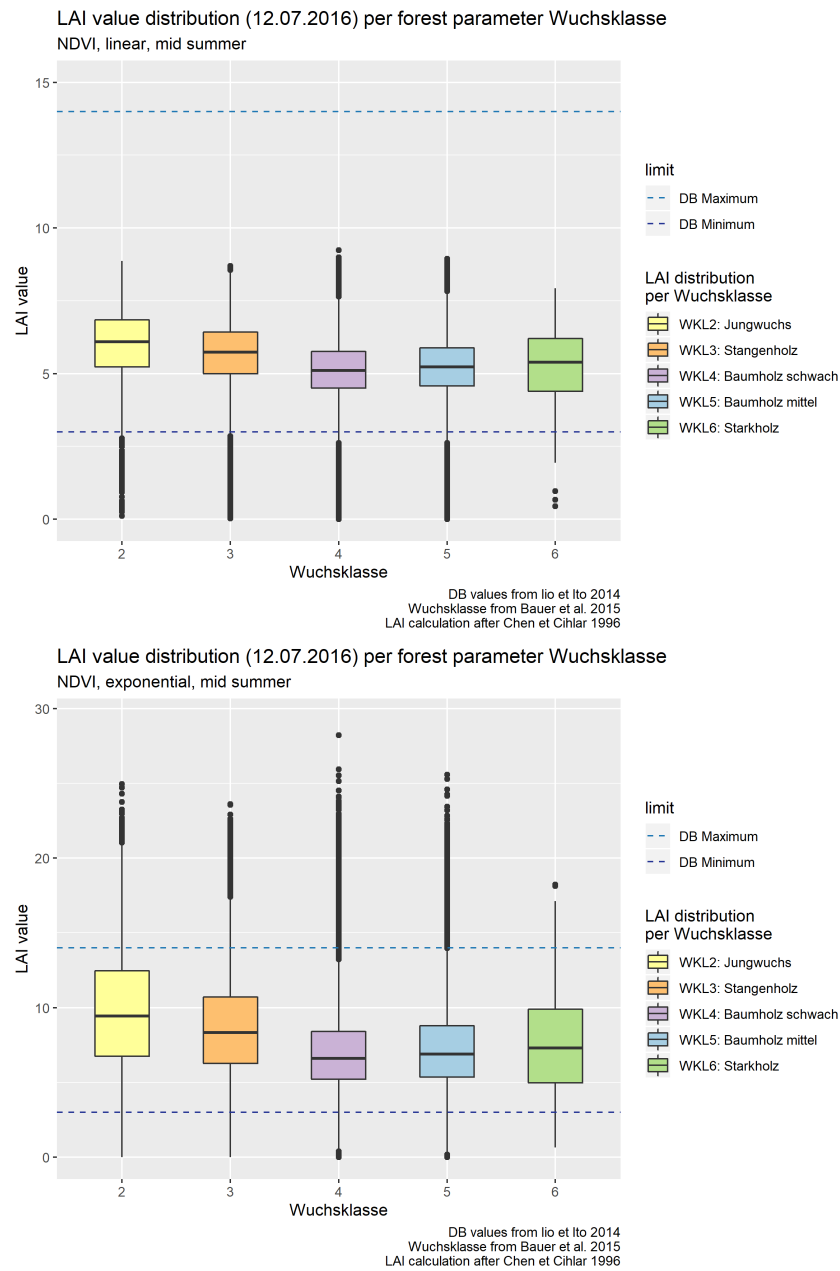 LAI value distribution (12.07.2016) per forest parameter Wuchsklasse
NDVI, linear, mid summer
15
10
5
0
LAI value
2 3 4 5 6
Wuchsklasse
limit
DB Maximum
DB Minimum
LAI distribution
per Wuchsklasse
WKL2: Jungwuchs
WKL3: Stangenholz
WKL4: Baumholz schwach
WKL5: Baumholz mittel
WKL6: Starkholz
DB values from Iio et Ito 2014
Wuchsklasse from Bauer et al. 2015
LAI calculation after Chen et Cihlar 1996
LAI value distribution (12.07.2016) per forest parameter Wuchsklasse
NDVI, exponential, mid summer
30
20
10
0
LAI value
2 3 4 5 6
Wuchsklasse
limit
DB Maximum
DB Minimum
LAI distribution
per Wuchsklasse
WKL2: Jungwuchs
WKL3: Stangenholz
WKL4: Baumholz schwach
WKL5: Baumholz mittel
WKL6: Starkholz
DB values from Iio et Ito 2014
Wuchsklasse from Bauer et al. 2015
LAI calculation after Chen et Cihlar 1996